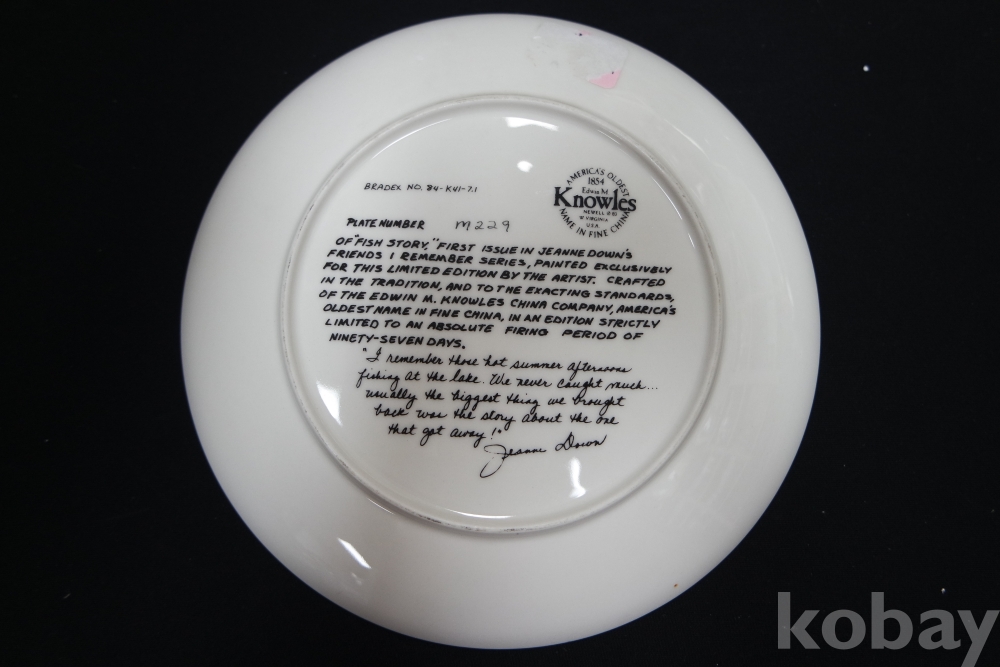 BRADEX NO. 84-K41-7.1
AMERICA'S OLDEST
1854
Edwin M.
Knowles
NEWELL
W VIRGINIA
U.S.A.
NAME IN FINE CHINA
PLATE NUMBER M229
OF "FISH STORY," FIRST ISSUE IN JEANNE DOWN'S
FRIENDS I REMEMBER SERIES, PAINTED EXCLUSIVELY
FOR THIS LIMITED EDITION BY THE ARTIST. CRAFTED
IN THE TRADITION, AND TO THE EXACTING STANDARDS,
OF THE EDWIN M. KNOWLES CHINA COMPANY, AMERICA'S
OLDEST NAME IN FINE CHINA, IN AN EDITION STRICTLY
LIMITED TO AN ABSOLUTE FIRING PERIOD OF
NINETY-SEVEN DAYS.
"I remember those hot summer afternoons
fishing at the lake. We never caught much...
usually the biggest thing we brought
back was the story about the one
that got away!"
Jeanne Down
kobay